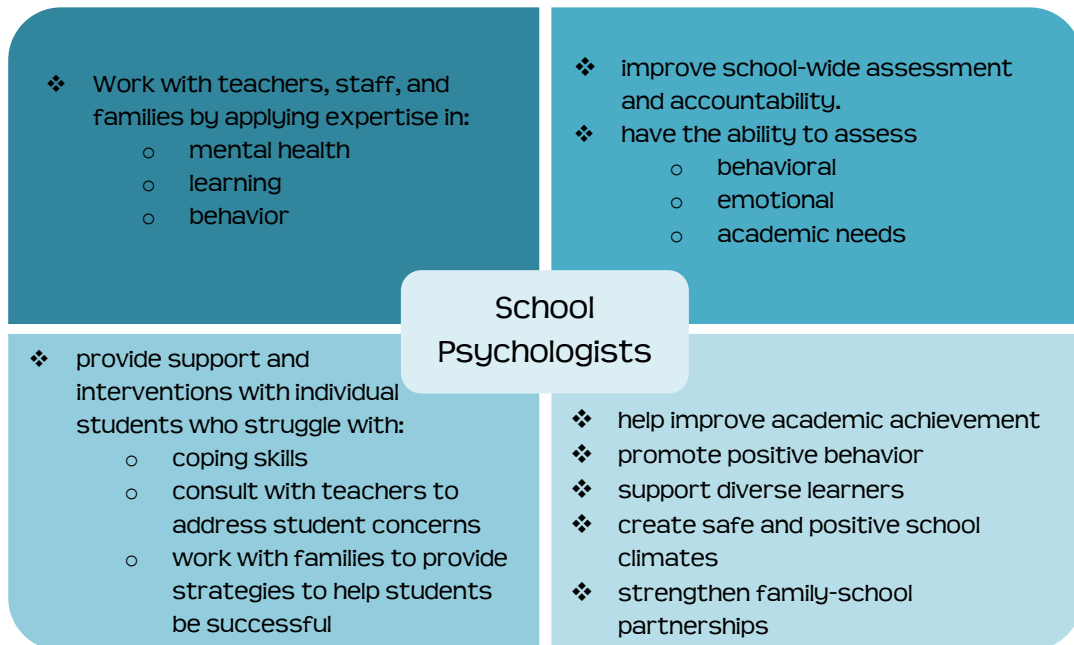 ❖ Work with teachers, staff, and
families by applying expertise in:
o mental health
o learning
o behavior
❖ improve school-wide assessment
and accountability.
❖ have the ability to assess
o behavioral
o emotional
o academic needs
School
Psychologists
❖ provide support and
interventions with individual
students who struggle with:
o coping skills
o consult with teachers to
address student concerns
o work with families to provide
strategies to help students
be successful
❖ help improve academic achievement
❖ promote positive behavior
❖ support diverse learners
❖ create safe and positive school
climates
❖ strengthen family-school
partnerships